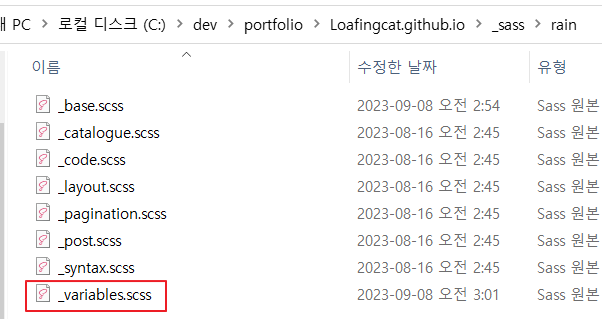 PC > 로컬 디스크 (C:) > dev > portfolio > Loafingcat.github.io > _sass > rain
이름 수정한 날짜 유형
_base.scss 2023-09-08 오전 2:54 Sass 원본
_catalogue.scss 2023-08-16 오전 2:45 Sass 원본
_code.scss 2023-08-16 오전 2:45 Sass 원본
_layout.scss 2023-08-16 오전 2:45 Sass 원본
_pagination.scss 2023-08-16 오전 2:45 Sass 원본
_post.scss 2023-08-16 오전 2:45 Sass 원본
_syntax.scss 2023-08-16 오전 2:45 Sass 원본
_variables.scss 2023-09-08 오전 3:01 Sass 원본